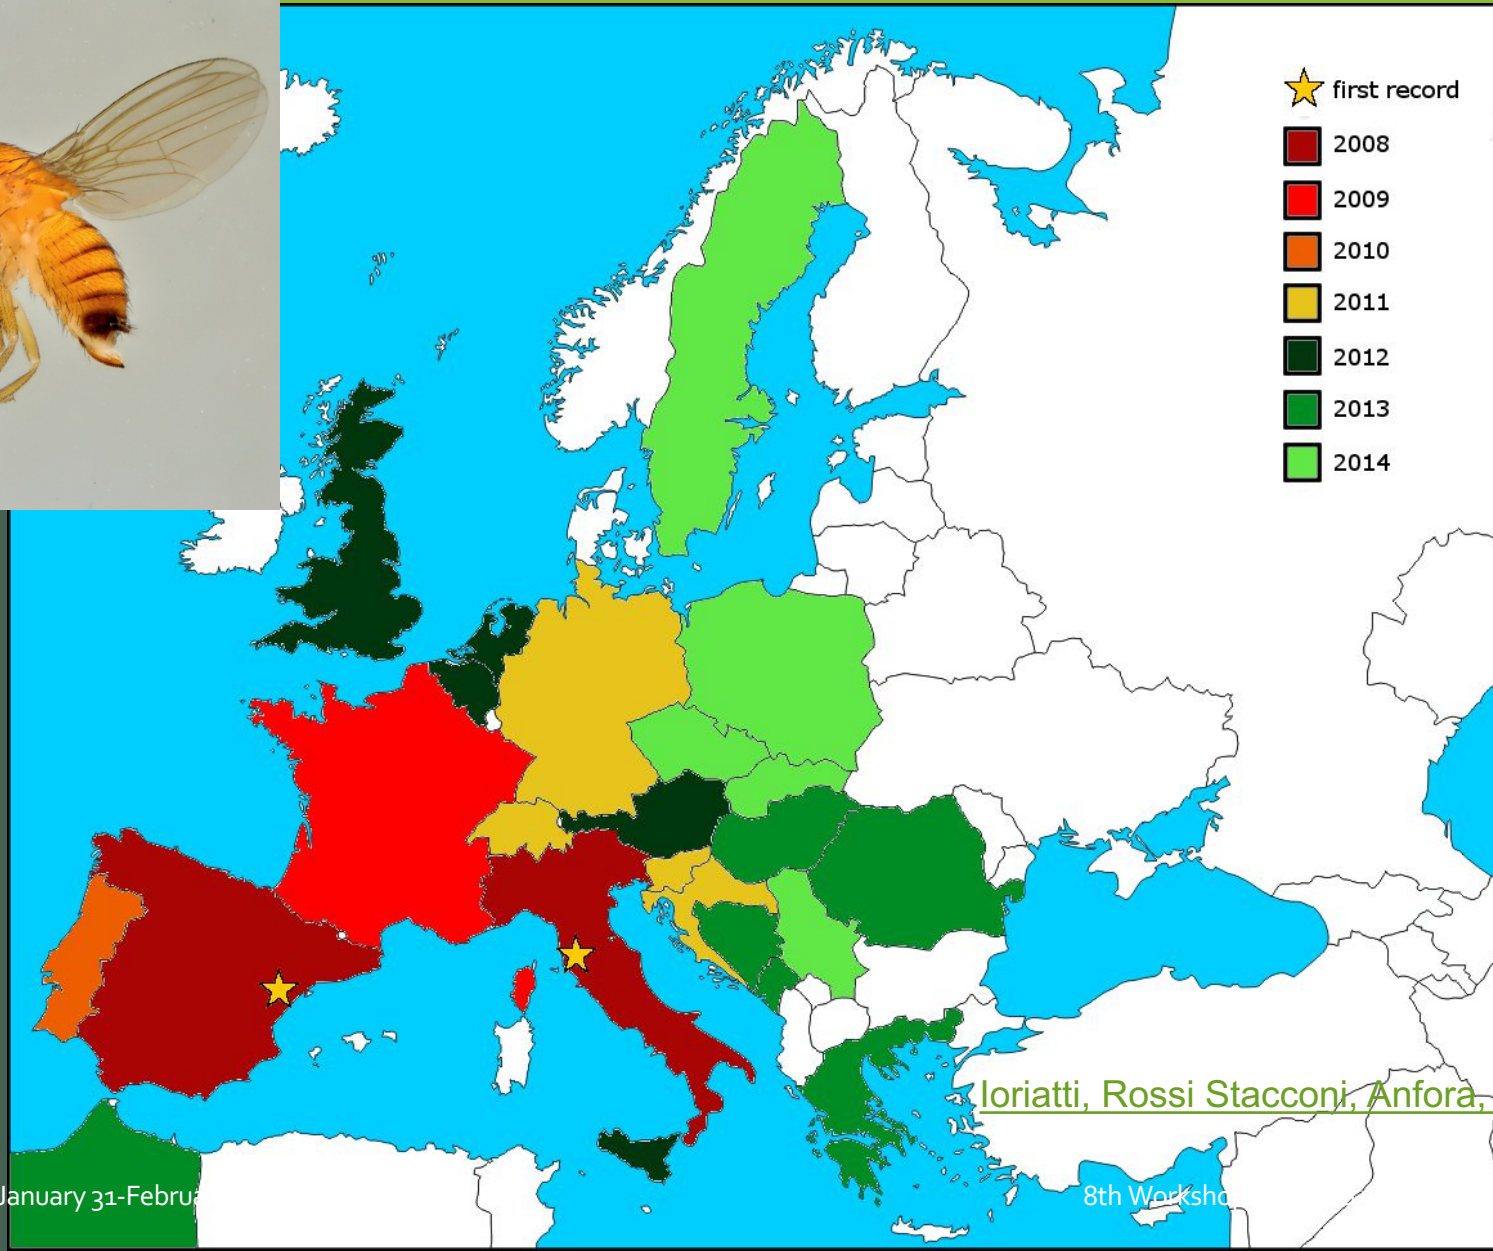 first record
2008
2009
2010
2011
2012
2013
2014
Ioriatti, Rossi Stacconi, Anfora,
January 31-Februa
8th Worksho